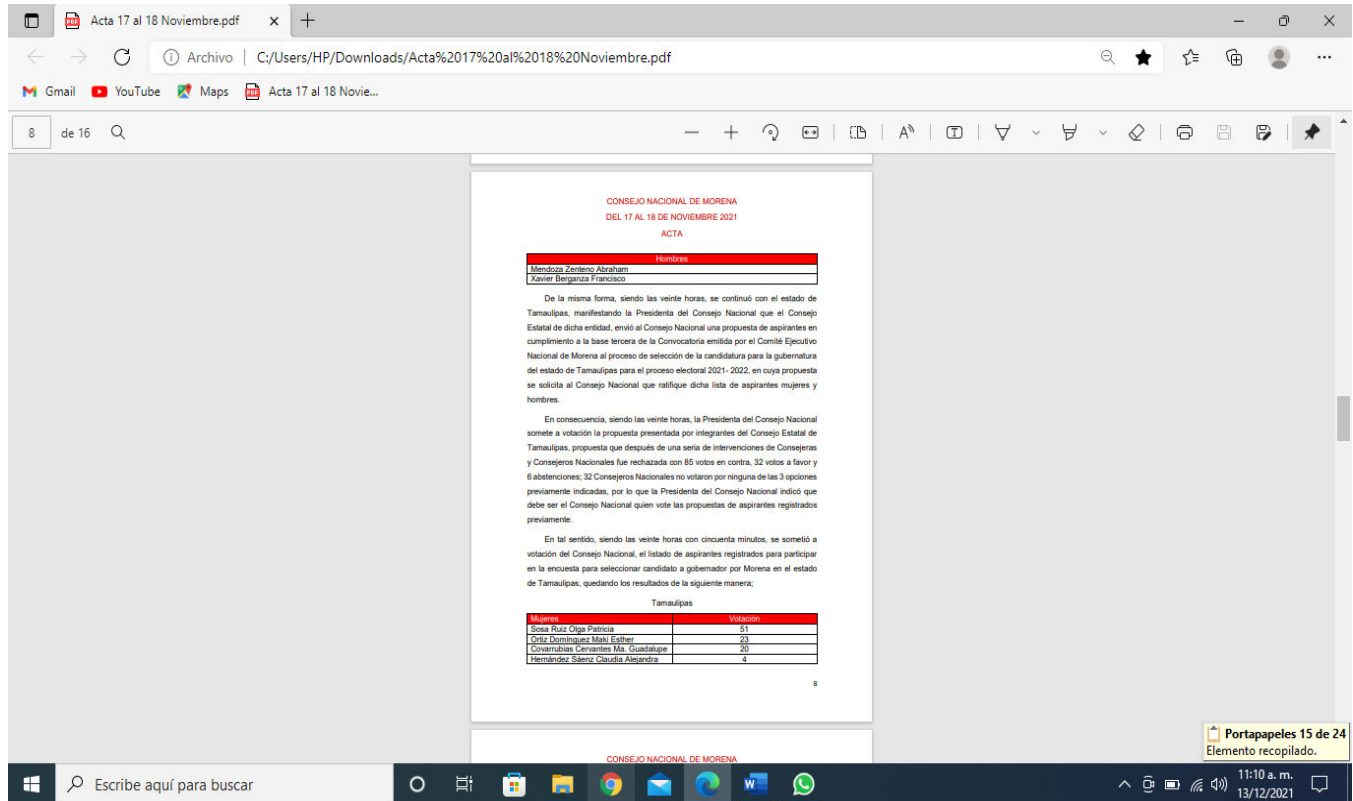 Acta 17 al 18 Noviembre.pdf
Archivo | C:/Users/HP/Downloads/Acta%2017%20al%2018%20Noviembre.pdf
Gmail YouTube Maps Acta 17 al 18 Novie...
8 de 16
CONSEJO NACIONAL DE MORENA
DEL 17 AL 18 DE NOVIEMBRE 2021
ACTA
Hombres
Mendoza Zenteno Abraham
Xavier Berganza Francisco
De la misma forma, siendo las veinte horas, se continuó con el estado de
Tamaulipas, manifestando la Presidenta del Consejo Nacional que el Consejo
Estatal de dicha entidad, envió al Consejo Nacional una propuesta de aspirantes en
cumplimiento a la base tercera de la Convocatoria emitida por el Comité Ejecutivo
Nacional de Morena al proceso de selección de la candidatura para la gubernatura
del estado de Tamaulipas para el proceso electoral 2021- 2022, en cuya propuesta
se solicita al Consejo Nacional que ratifique dicha lista de aspirantes mujeres y
hombres.
En consecuencia, siendo las veinte horas, la Presidenta del Consejo Nacional
somete a votación la propuesta presentada por integrantes del Consejo Estatal de
Tamaulipas, propuesta que después de una seria de intervenciones de Consejeras
y Consejeros Nacionales fue rechazada con 85 votos en contra, 32 votos a favor y
6 abstenciones; 32 Consejeros Nacionales no votaron por ninguna de las 3 opciones
previamente indicadas, por lo que la Presidenta del Consejo Nacional indicó que
debe ser el Consejo Nacional quien vote las propuestas de aspirantes registrados
previamente.
En tal sentido, siendo las veinte horas con cincuenta minutos, se sometió a
votación del Consejo Nacional, el listado de aspirantes registrados para participar
en la encuesta para seleccionar candidato a gobernador por Morena en el estado
de Tamaulipas, quedando los resultados de la siguiente manera;
Tamaulipas
Mujeres Votación
Sosa Ruiz Olga Patricia 51
Ortiz Domínguez Maki Esther 23
Covarrubias Cervantes Ma. Guadalupe 20
Hernández Sáenz Claudia Alejandra 4
8
CONSEJO NACIONAL DE MORENA
Portapapeles 15 de 24
Elemento recopilado.
Escribe aquí para buscar
11:10 a. m.
13/12/2021